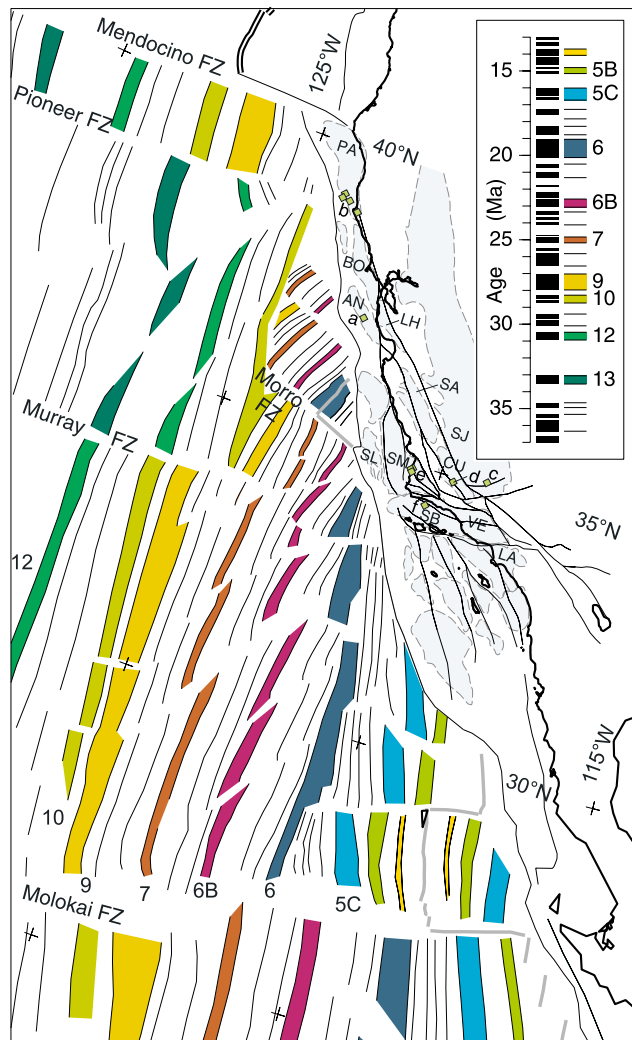 Mendocino FZ
125°W
Pioneer FZ
40°N
PA
b
BO
AN
a
LH
Morro
FZ
SA
Murray FZ
SJ
SL
SM
e
CU
d
c
SB
VE
35°N
LA
12
115°W
30°N
10
9
7
6B
6
5C
Molokai FZ
Age (Ma)
15
20
25
30
35
5B
5C
6
6B
7
9
10
12
13